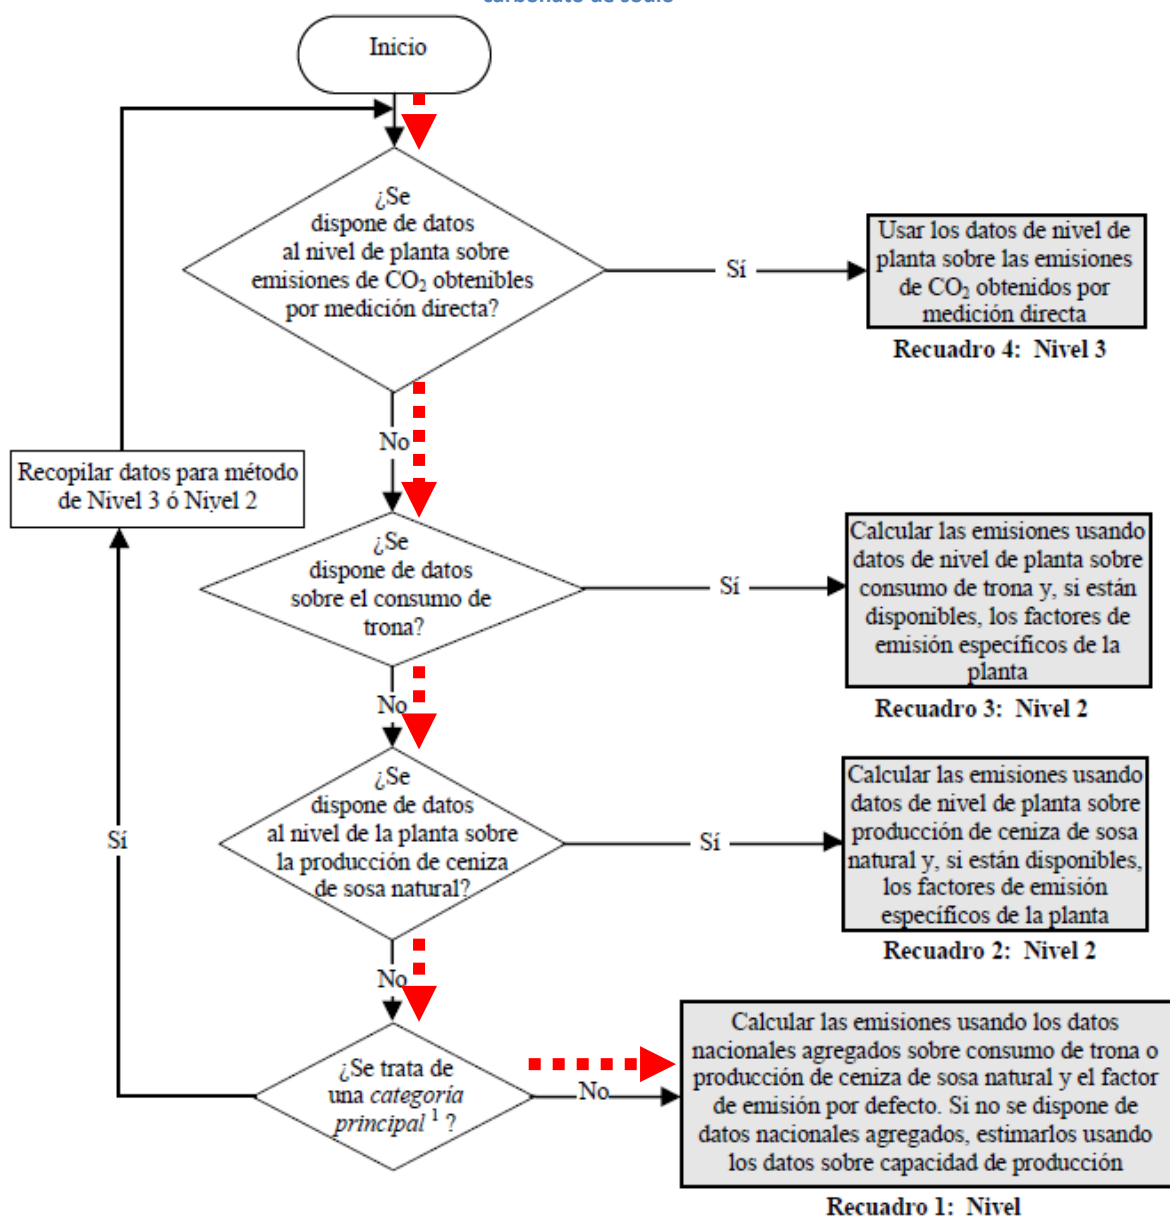 carbonato de sodio
Inicio
¿Se
dispone de datos
al nivel de planta sobre
emisiones de CO₂ obtenibles
por medición directa?
Sí
Usar los datos de nivel de
planta sobre las emisiones
de CO₂ obtenidos por
medición directa
Recuadro 4: Nivel 3
No
Recopilar datos para método
de Nivel 3 ó Nivel 2
¿Se
dispone de datos
sobre el consumo de
trona?
Sí
Calcular las emisiones usando
datos de nivel de planta sobre
consumo de trona y, si están
disponibles, los factores de
emisión específicos de la
planta
Recuadro 3: Nivel 2
No
¿Se
dispone de datos
al nivel de la planta sobre
la producción de ceniza
de sosa natural?
Sí
Calcular las emisiones usando
datos de nivel de planta sobre
producción de ceniza de sosa
natural y, si están disponibles,
los factores de emisión
específicos de la planta
Recuadro 2: Nivel 2
Sí
No
¿Se trata de
una categoría
principal ¹ ?
No
Calcular las emisiones usando los datos
nacionales agregados sobre consumo de trona o
producción de ceniza de sosa natural y el factor
de emisión por defecto. Si no se dispone de
datos nacionales agregados, estimarlos usando
los datos sobre capacidad de producción
Recuadro 1: Nivel